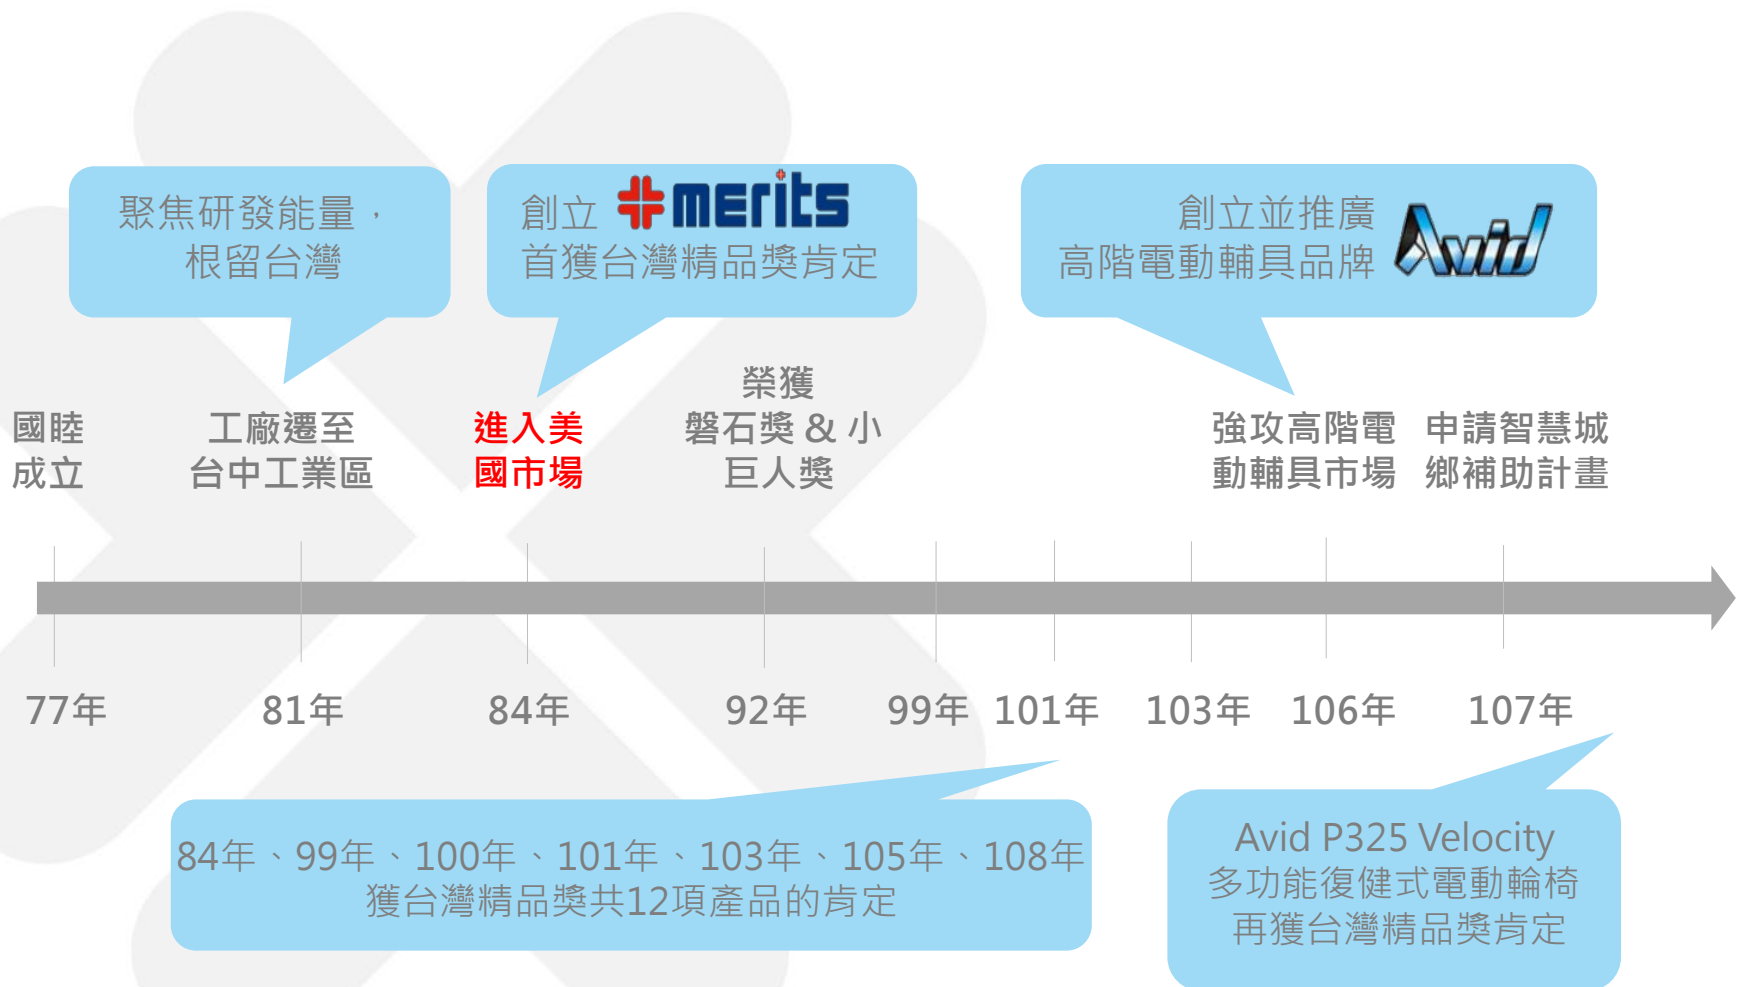 聚焦研發能量，
根留台灣
創立 merits
首獲台灣精品獎肯定
創立並推廣
高階電動輔具品牌 Avid
國睦
成立
工廠遷至
台中工業區
進入美
國市場
榮獲
磐石獎 & 小
巨人獎
強攻高階電
動輔具市場
申請智慧城
鄉補助計畫
77年 81年 84年 92年 99年 101年 103年 106年 107年
84年、99年、100年、101年、103年、105年、108年
獲台灣精品獎共12項產品的肯定
Avid P325 Velocity
多功能復健式電動輪椅
再獲台灣精品獎肯定